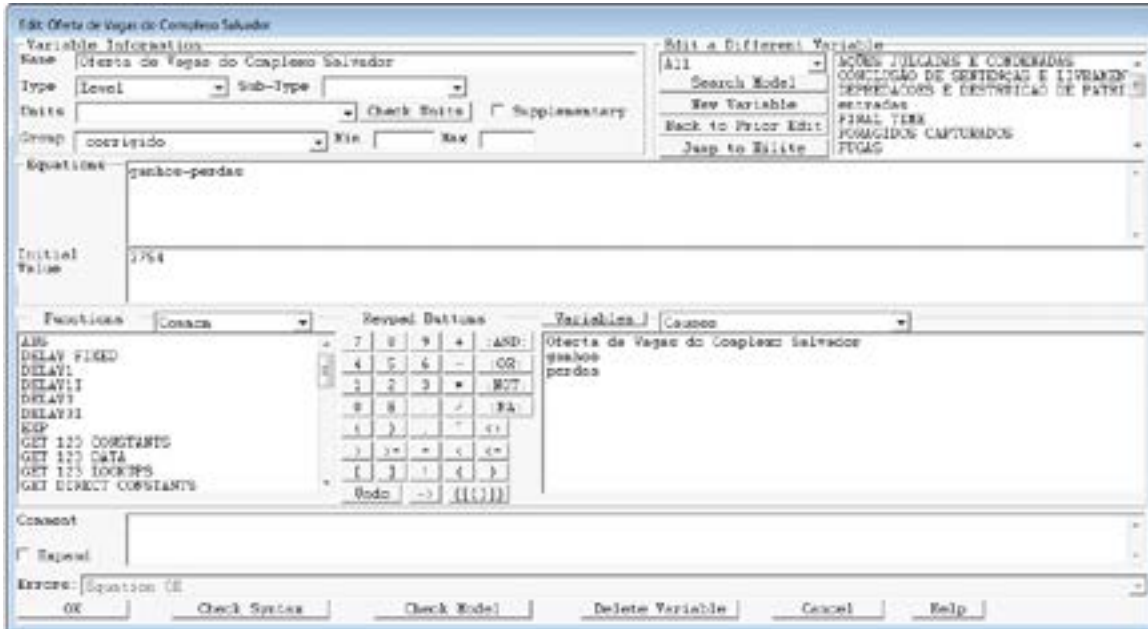 Edit: Oferta de Vagas do Complexo Salvador
Variable Information
Edit a Different Variable
Name Oferta de Vagas do Complexo Salvador
All
Type Level Sub-Type
Search Model
Units Check Units Supplementary
New Variable
Group corrigido Min Max
Back to Prior Edit
Jump to Hilite
AÇÕES JULGADAS E CONDENADAS
CONCLUSÃO DE SENTENÇAS E LIVRAMEN
DEPREDACOES E DESTRUICAO DE PATRI
entradas
FINAL TIME
FORAGIDOS CAPTURADOS
FUGAS
Equations
ganhos-perdas
Initial
Value
3764
Functions Common
Keypad Buttons
Variables Causes
ABS
DELAY FIXED
DELAY1
DELAY1I
DELAY3
DELAY3I
EXP
GET 123 CONSTANTS
GET 123 DATA
GET 123 LOOKUPS
GET DIRECT CONSTANTS
7 8 9 + :AND:
4 5 6 - :OR:
1 2 3 * :NOT:
0 E . / :NA:
( ) , ^ <>
> >= = < <=
[ ] ! { }
Undo -> {[()]}
Oferta de Vagas do Complexo Salvador
ganhos
perdas
Comment
Expand
Errors: Equation OK
OK Check Syntax Check Model Delete Variable Cancel Help